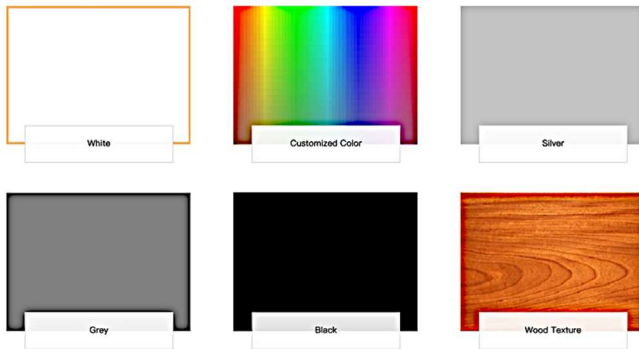 White
Customized Color
Silver
Grey
Black
Wood Texture